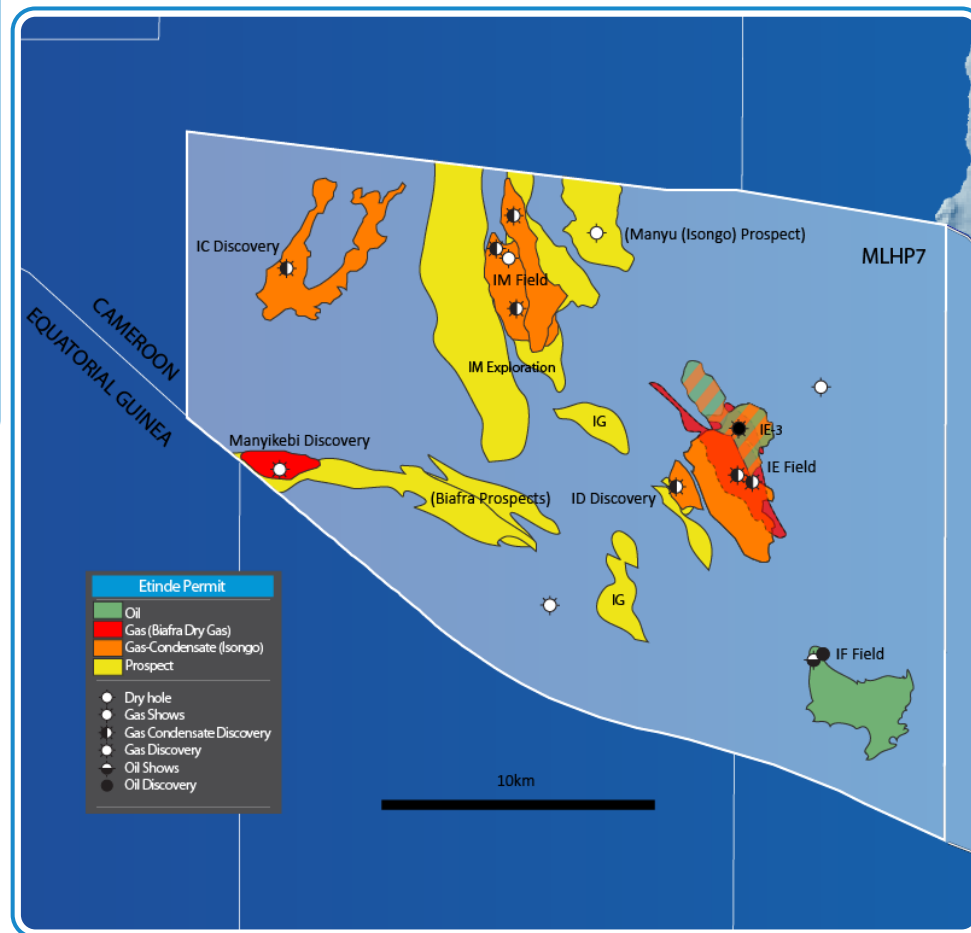 (Manyu (Isongo) Prospect)
IC Discovery
MLHP7
IM Field
CAMEROON
EQUATORIAL GUINEA
IM Exploration
IG
IE-3
Manyikebi Discovery
IE Field
(Biafra Prospects)
ID Discovery
IG
IF Field
Etinde Permit
Oil
Gas (Biafra Dry Gas)
Gas-Condensate (Isongo)
Prospect
Dry hole
Gas Shows
Gas Condensate Discovery
Gas Discovery
Oil Shows
Oil Discovery
10km